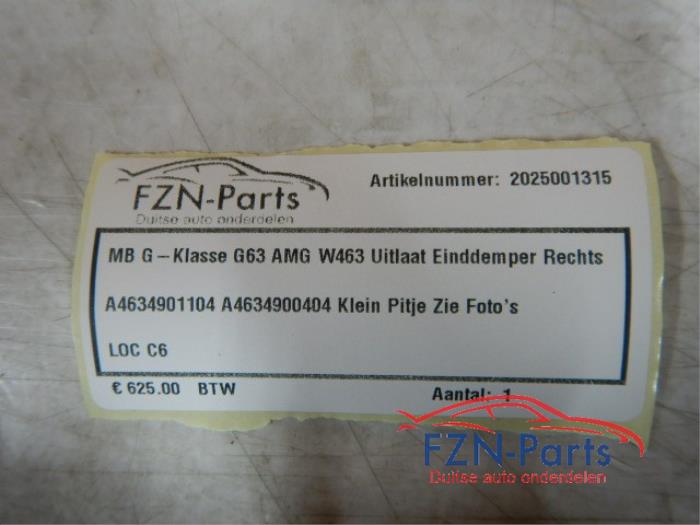 FZN-Parts
Duitse auto onderdelen
Artikelnummer: 2025001315
MB G-Klasse G63 AMG W463 Uitlaat Einddemper Rechts
A4634901104 A4634900404 Klein Pitje Zie Foto's
LOC C6
€ 625.00 BTW
Aantal: 1
FZN-Parts
Duitse auto onderdelen